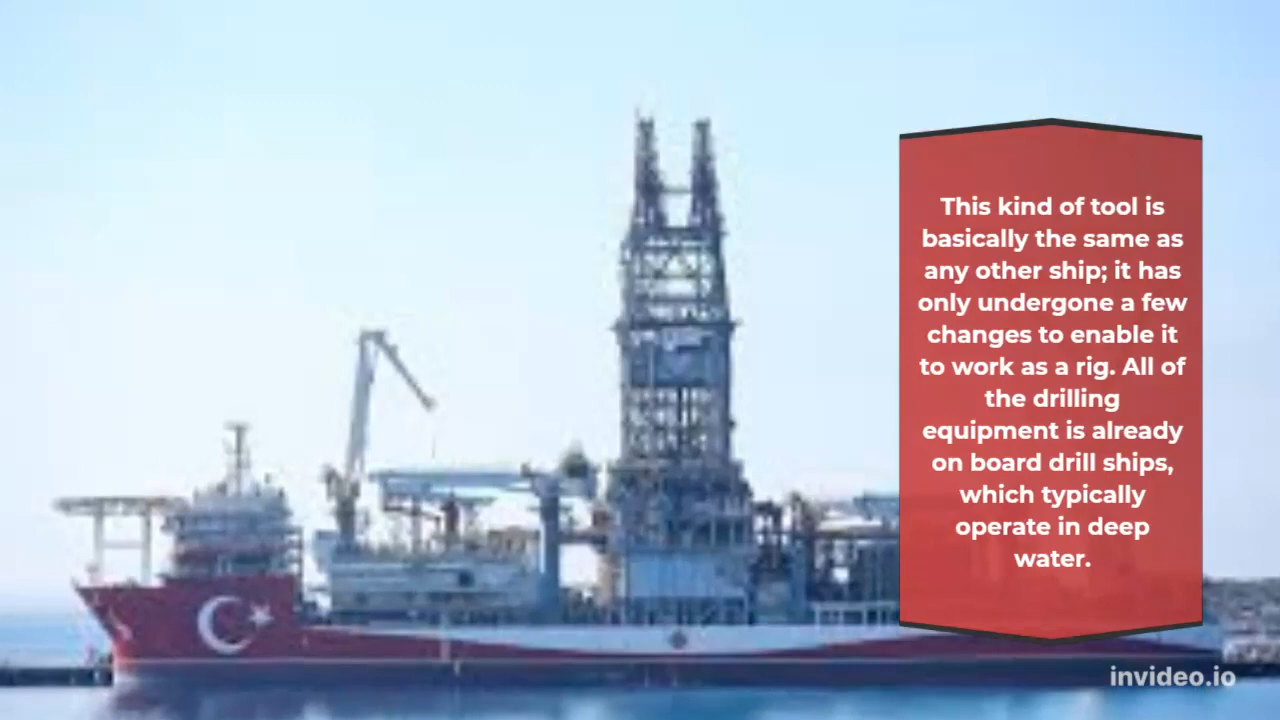 This kind of tool is
basically the same as
any other ship; it has
only undergone a few
changes to enable it
to work as a rig. All of
the drilling
equipment is already
on board drill ships,
which typically
operate in deep
water.
invideo.io